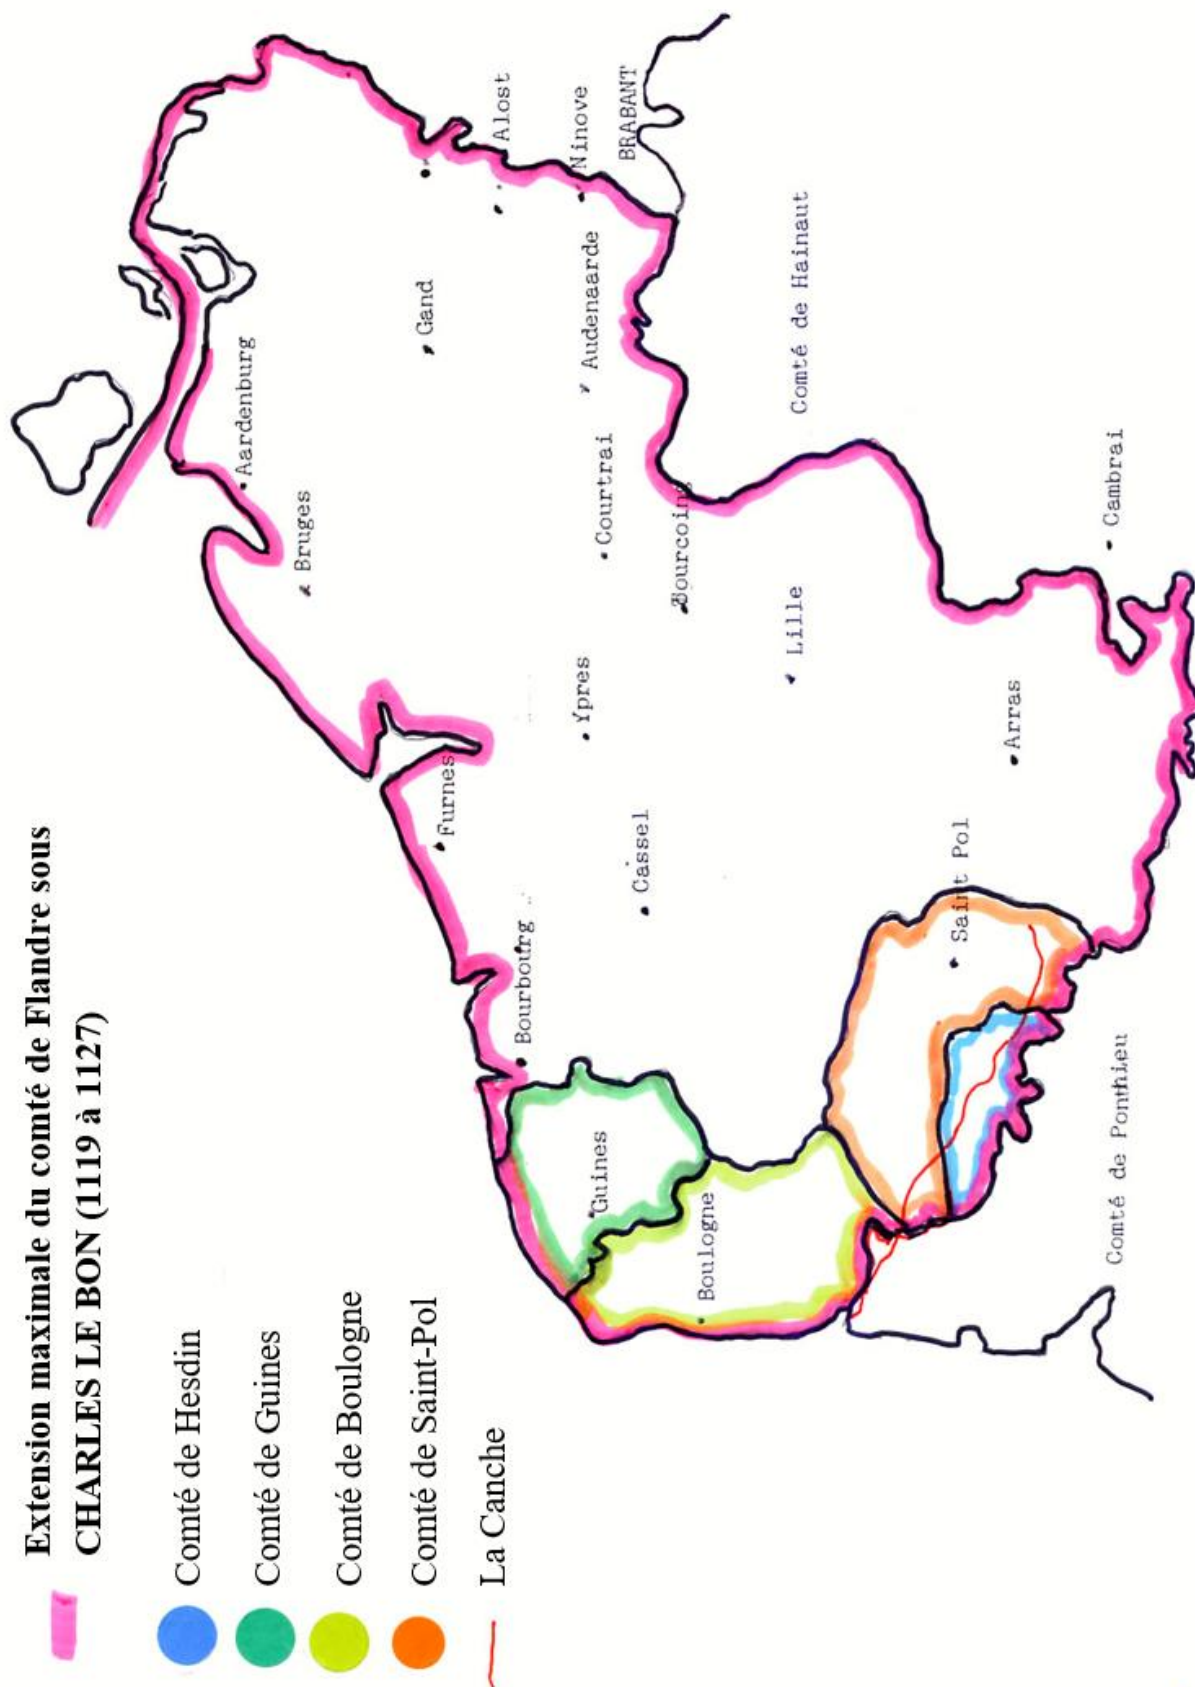 Extension maximale du comté de Flandre sous
CHARLES LE BON (1119 à 1127)
Comté de Hesdin
Comté de Guines
Comté de Boulogne
Comté de Saint-Pol
La Canche
Aardenburg
Bruges
Furnes
Bourbourg
Gand
Alost
Ninove
BRABANT
Audenaarde
Courtrai
Ypres
Cassel
Guines
Boulogne
Lille
Comté de Hainaut
Saint Pol
Arras
Cambrai
Comté de Ponthieu